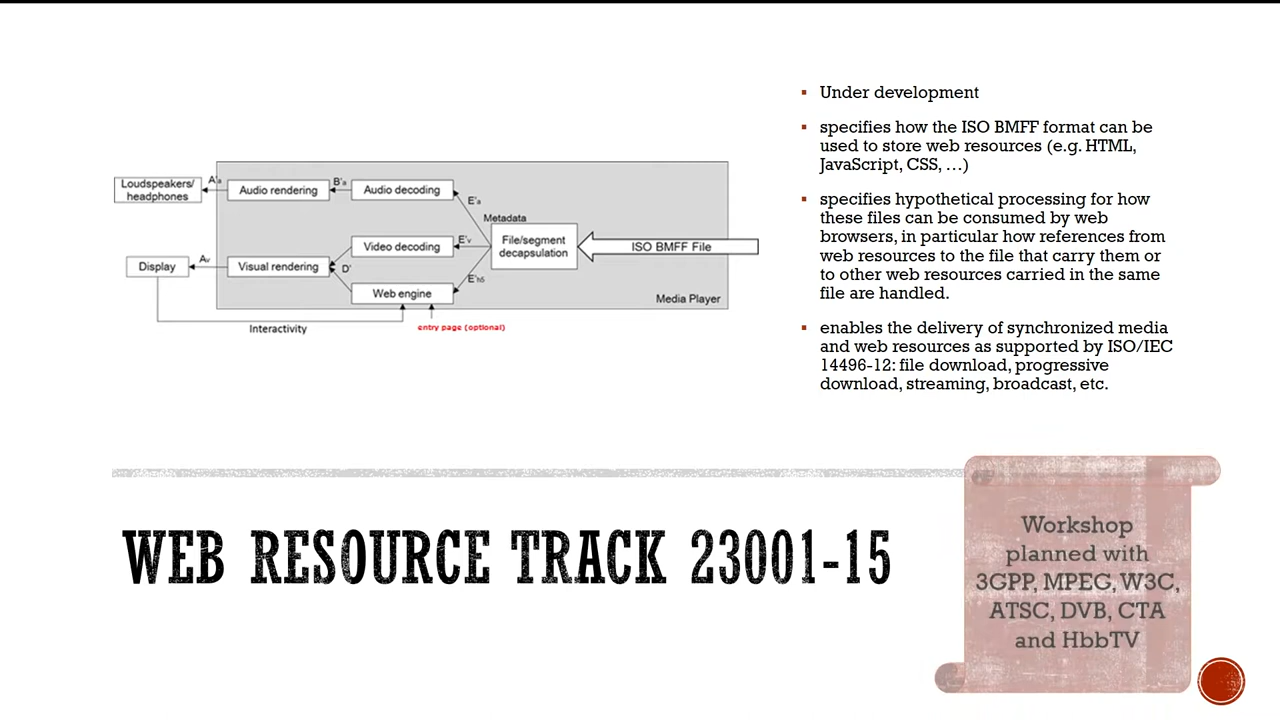 Under development
specifies how the ISO BMFF format can be
used to store web resources (e.g. HTML,
JavaScript, CSS, …)
specifies hypothetical processing for how
these files can be consumed by web
browsers, in particular how references from
web resources to the file that carry them or
to other web resources carried in the same
file are handled.
enables the delivery of synchronized media
and web resources as supported by ISO/IEC
14496-12: file download, progressive
download, streaming, broadcast, etc.
Loudspeakers/
headphones
A'a
Audio rendering
B'a
Audio decoding
E'a
Metadata
File/segment
decapsulation
ISO BMFF File
Display
Av
Visual rendering
Video decoding
E'v
D'
Web engine
E'h5
Media Player
Interactivity
entry page (optional)
WEB RESOURCE TRACK 23001-15
Workshop
planned with
3GPP, MPEG, W3C,
ATSC, DVB, CTA
and HbbTV